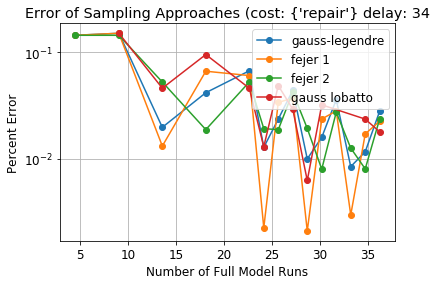 Error of Sampling Approaches (cost: {'repair'} delay: 34
10⁻¹
10⁻²
Percent Error
gauss-legendre
fejer 1
fejer 2
gauss lobatto
5 10 15 20 25 30 35
Number of Full Model Runs